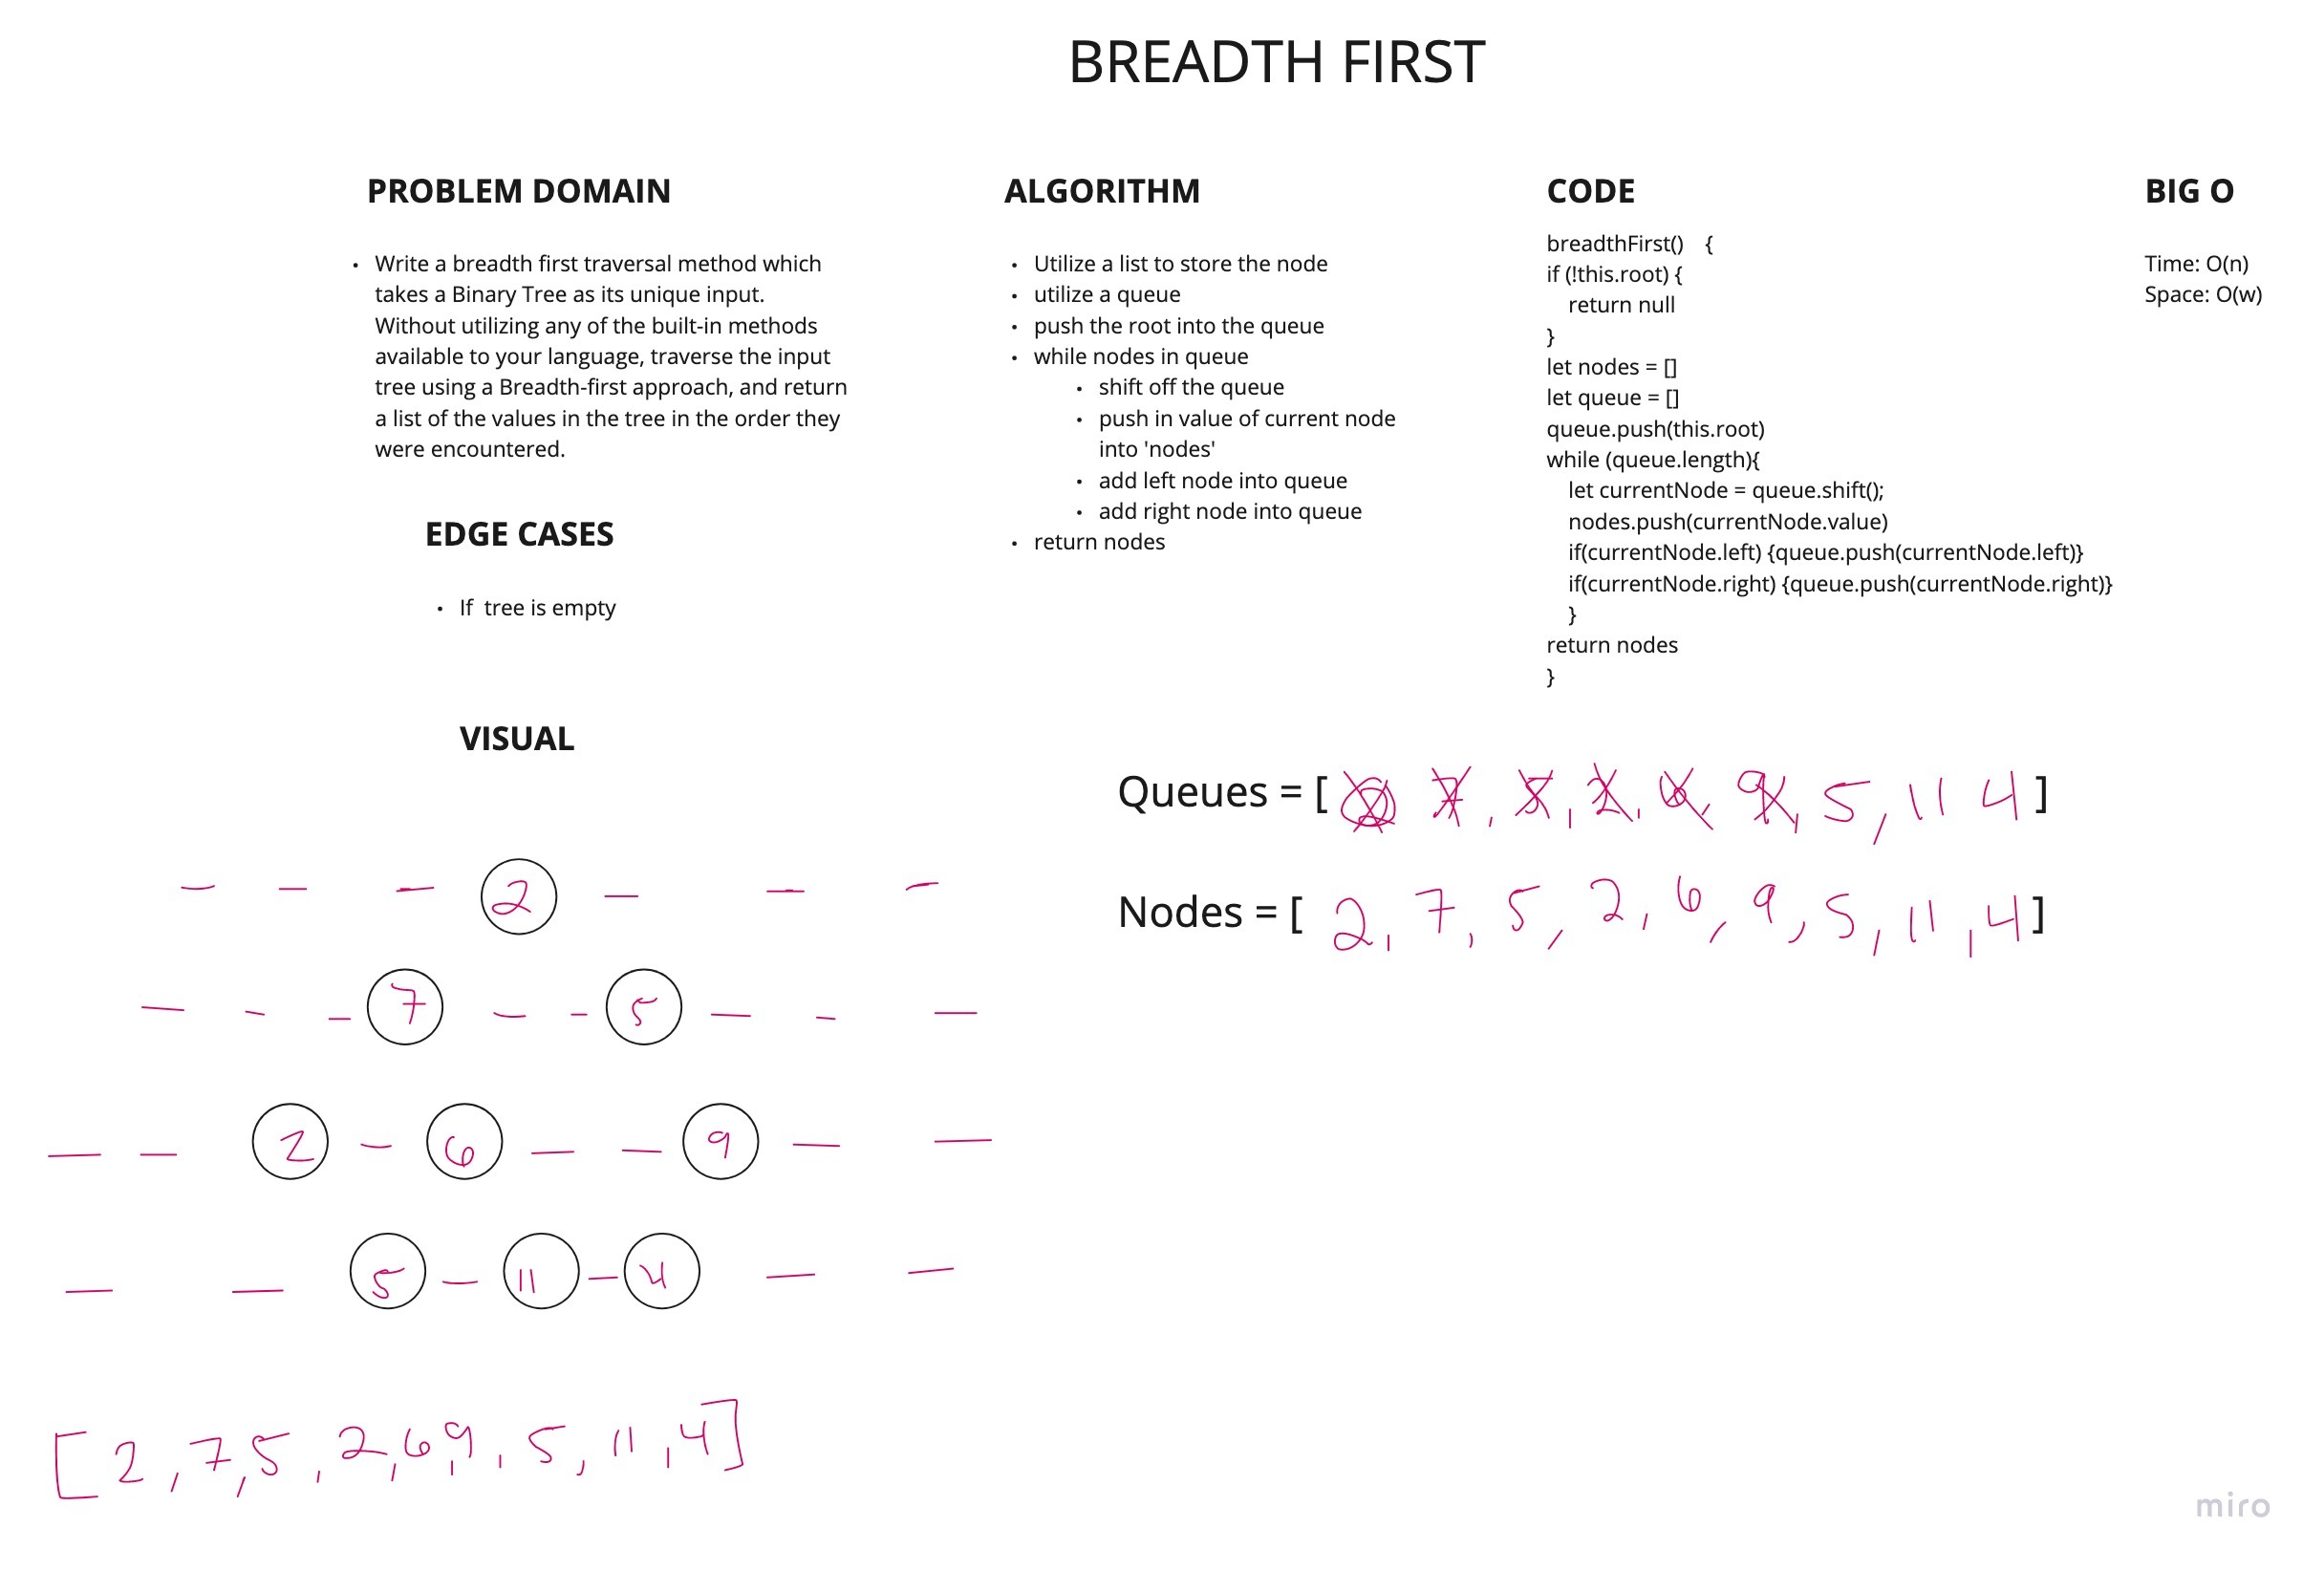 BREADTH FIRST
PROBLEM DOMAIN
• Write a breadth first traversal method which
takes a Binary Tree as its unique input.
Without utilizing any of the built-in methods
available to your language, traverse the input
tree using a Breadth-first approach, and return
a list of the values in the tree in the order they
were encountered.
EDGE CASES
• If  tree is empty
ALGORITHM
• Utilize a list to store the node
• utilize a queue
• push the root into the queue
• while nodes in queue
• shift off the queue
• push in value of current node
into 'nodes'
• add left node into queue
• add right node into queue
• return nodes
CODE
breadthFirst()    {
if (!this.root) {
return null
}
let nodes = []
let queue = []
queue.push(this.root)
while (queue.length){
let currentNode = queue.shift();
nodes.push(currentNode.value)
if(currentNode.left) {queue.push(currentNode.left)}
if(currentNode.right) {queue.push(currentNode.right)}
}
return nodes
}
BIG O
Time: O(n)
Space: O(w)
VISUAL
2
7 5
2 6 9
5 11 4
[2, 7, 5, 2, 6, 9, 5, 11, 4]
Queues = [2 7, 5, 2, 6, 9, 5, 11 4]
Nodes = [2, 7, 5, 2, 6, 9, 5, 11, 4]
miro